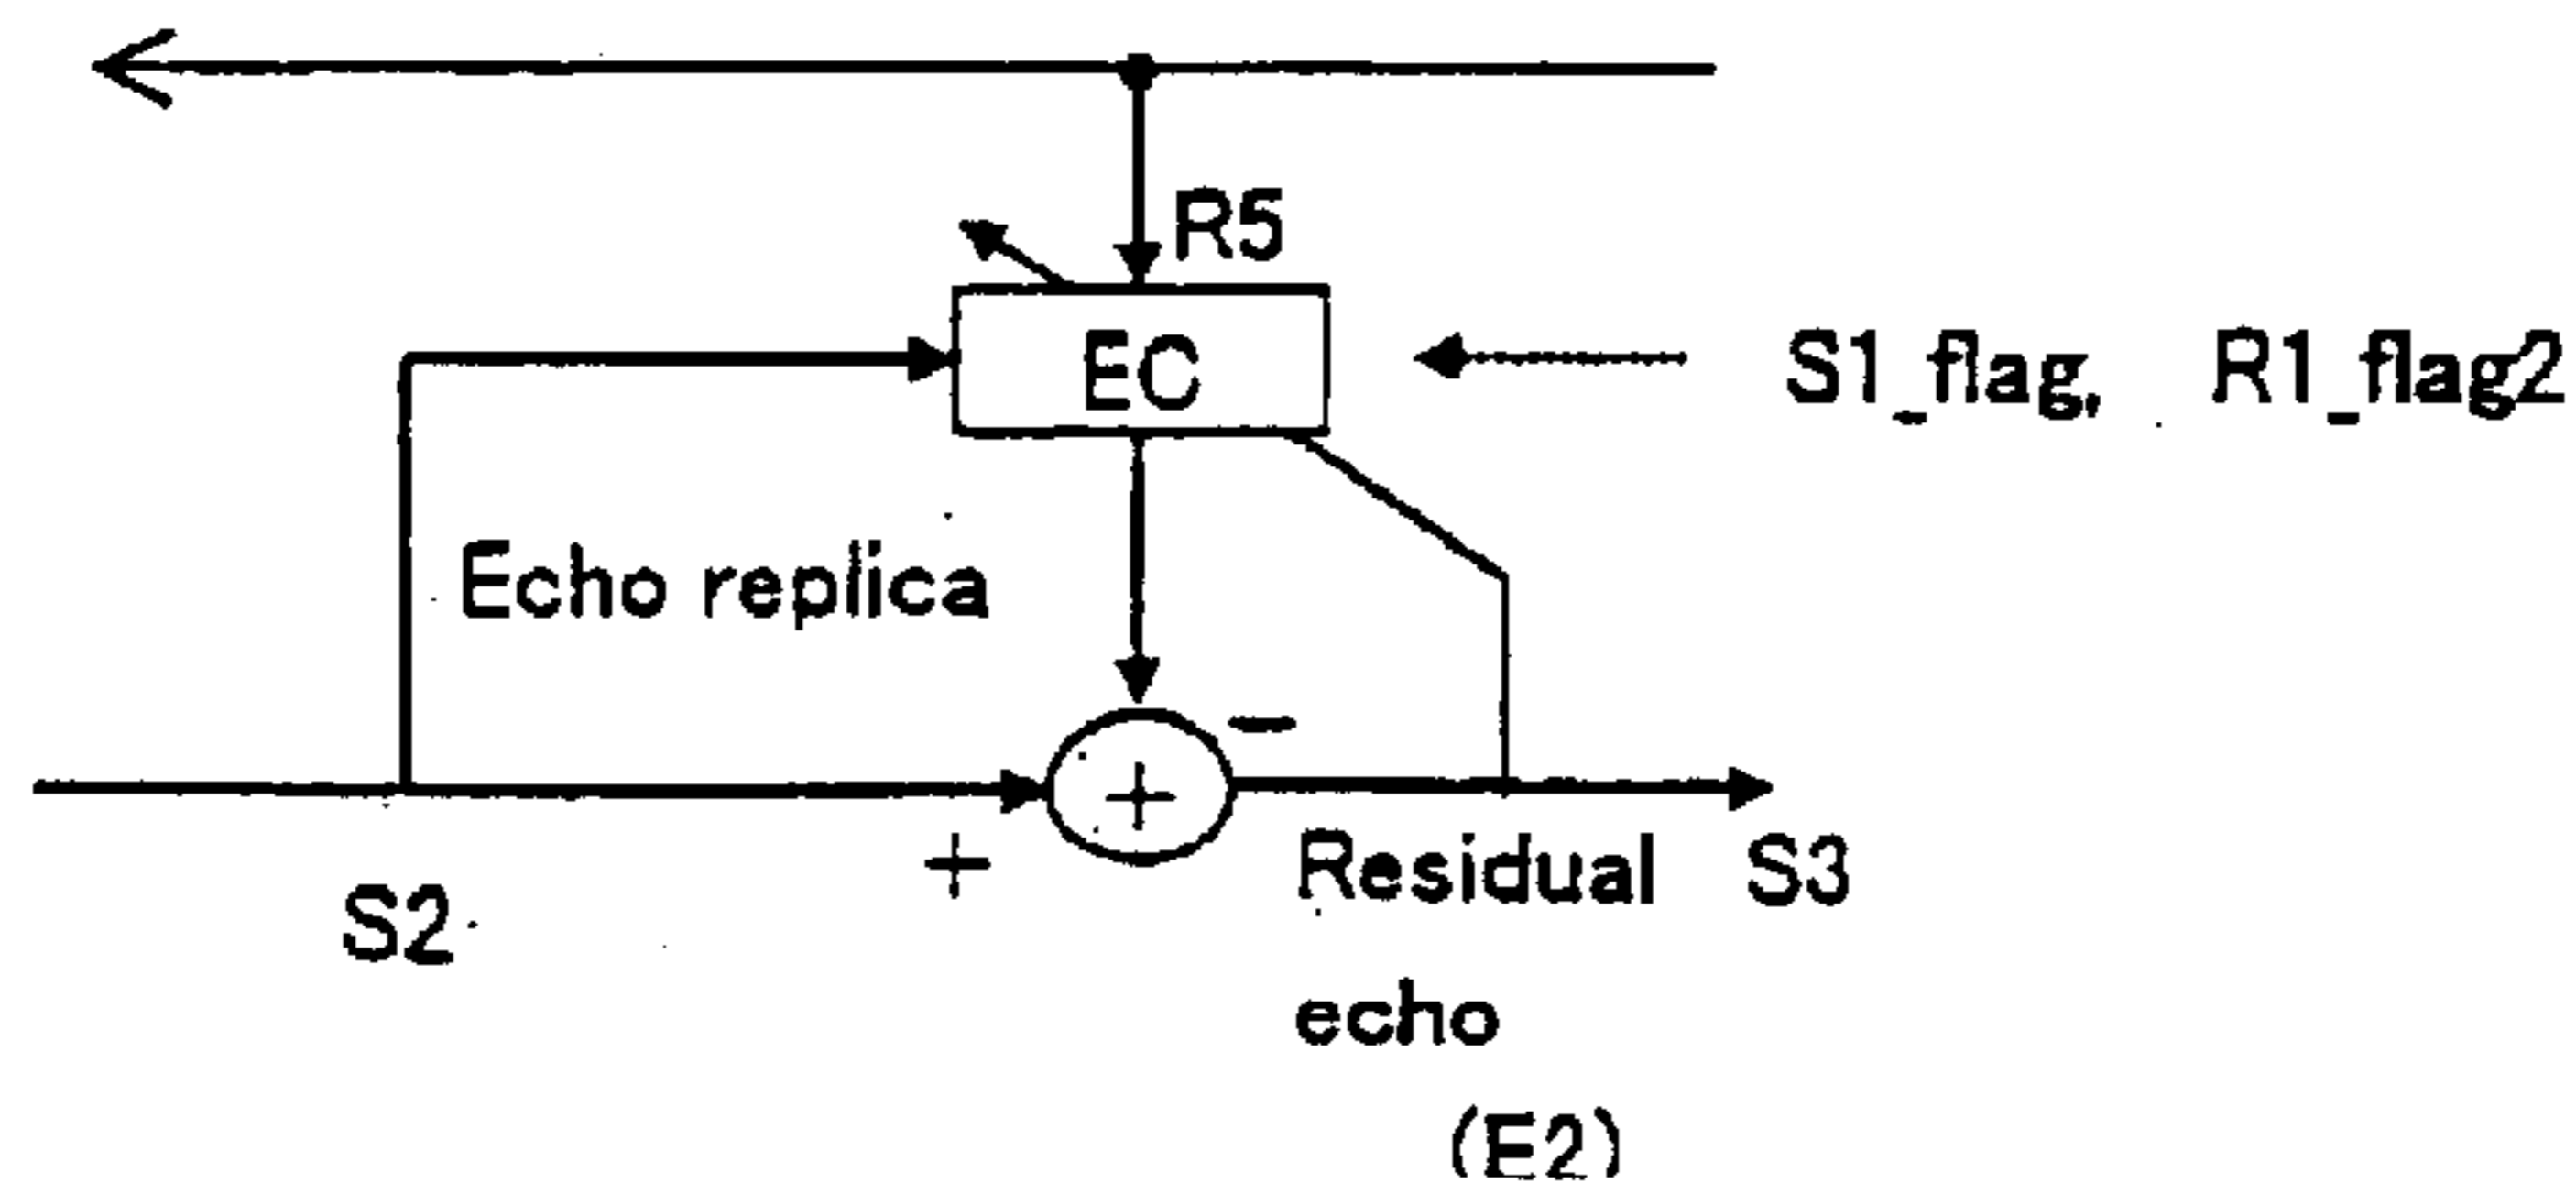 R5
EC
S1_flag, R1_flag2
Echo replica
−
+
+
Residual S3
S2
echo
(E2)